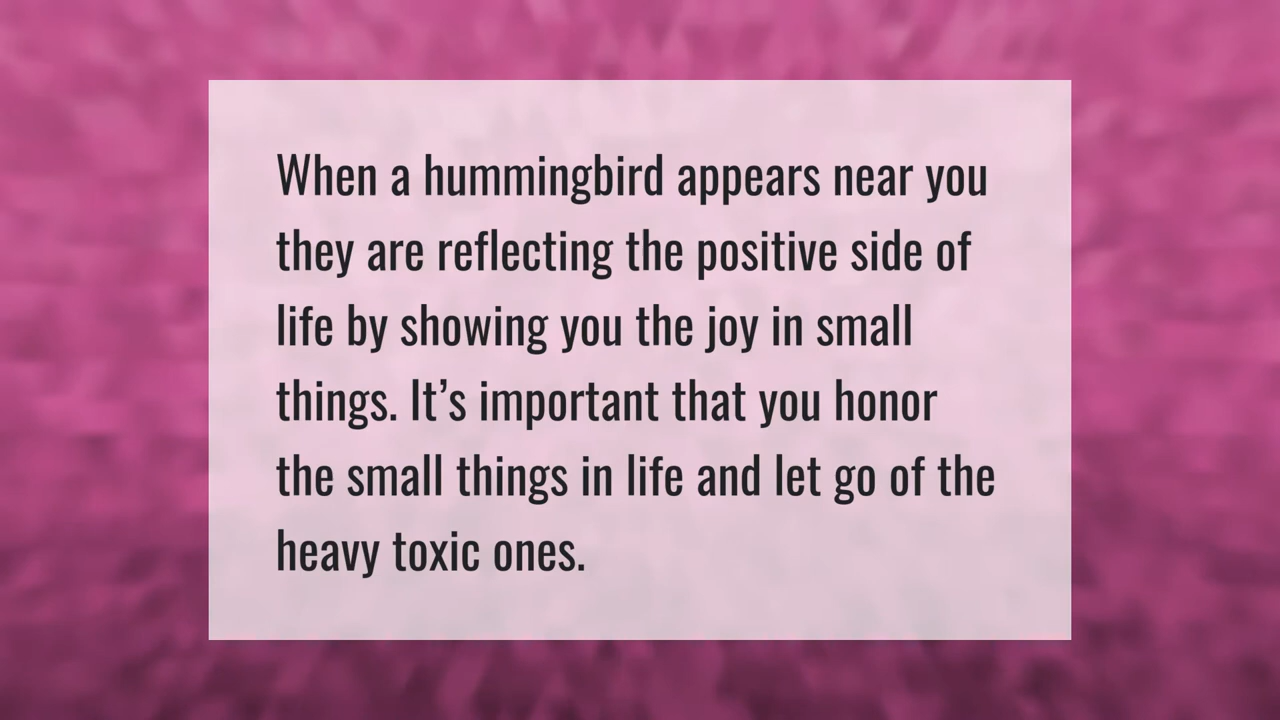 When a hummingbird appears near you
they are reflecting the positive side of
life by showing you the joy in small
things. It’s important that you honor
the small things in life and let go of the
heavy toxic ones.